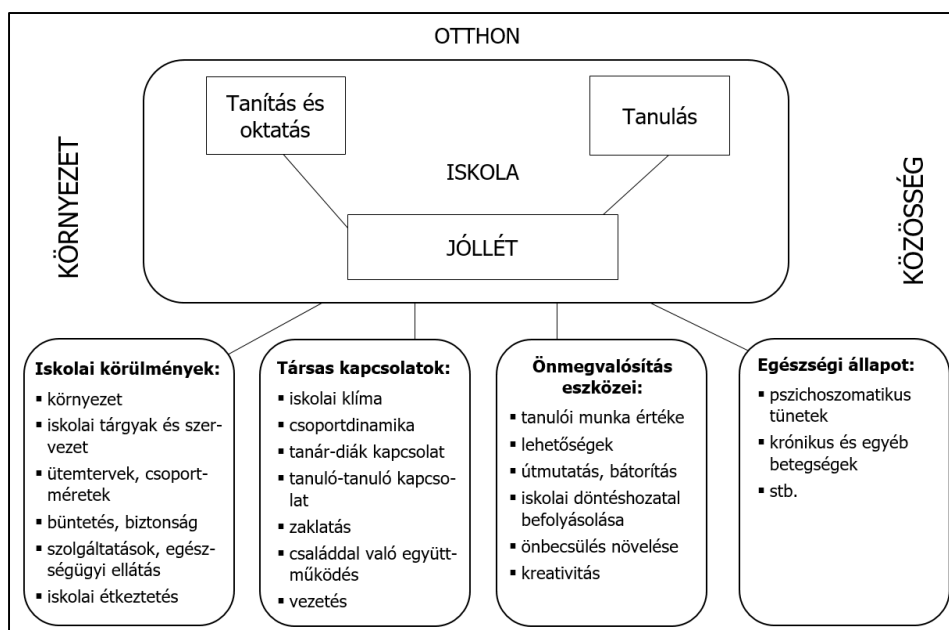 OTTHON
KÖRNYEZET
Tanítás és
oktatás
Tanulás
ISKOLA
JÓLLÉT
KÖZÖSSÉG
Iskolai körülmények:
▪ környezet
▪ iskolai tárgyak és szer-
vezet
▪ ütemtervek, csoport-
méretek
▪ büntetés, biztonság
▪ szolgáltatások, egész-
ségügyi ellátás
▪ iskolai étkeztetés
Társas kapcsolatok:
▪ iskolai klíma
▪ csoportdinamika
▪ tanár-diák kapcsolat
▪ tanuló-tanuló kapcso-
lat
▪ zaklatás
▪ családdal való együtt-
működés
▪ vezetés
Önmegvalósítás
eszközei:
▪ tanulói munka értéke
▪ lehetőségek
▪ útmutatás, bátorítás
▪ iskolai döntéshozatal
befolyásolása
▪ önbecsülés növelése
▪ kreativitás
Egészségi állapot:
▪ pszichoszomatikus
tünetek
▪ krónikus és egyéb
betegségek
▪ stb.